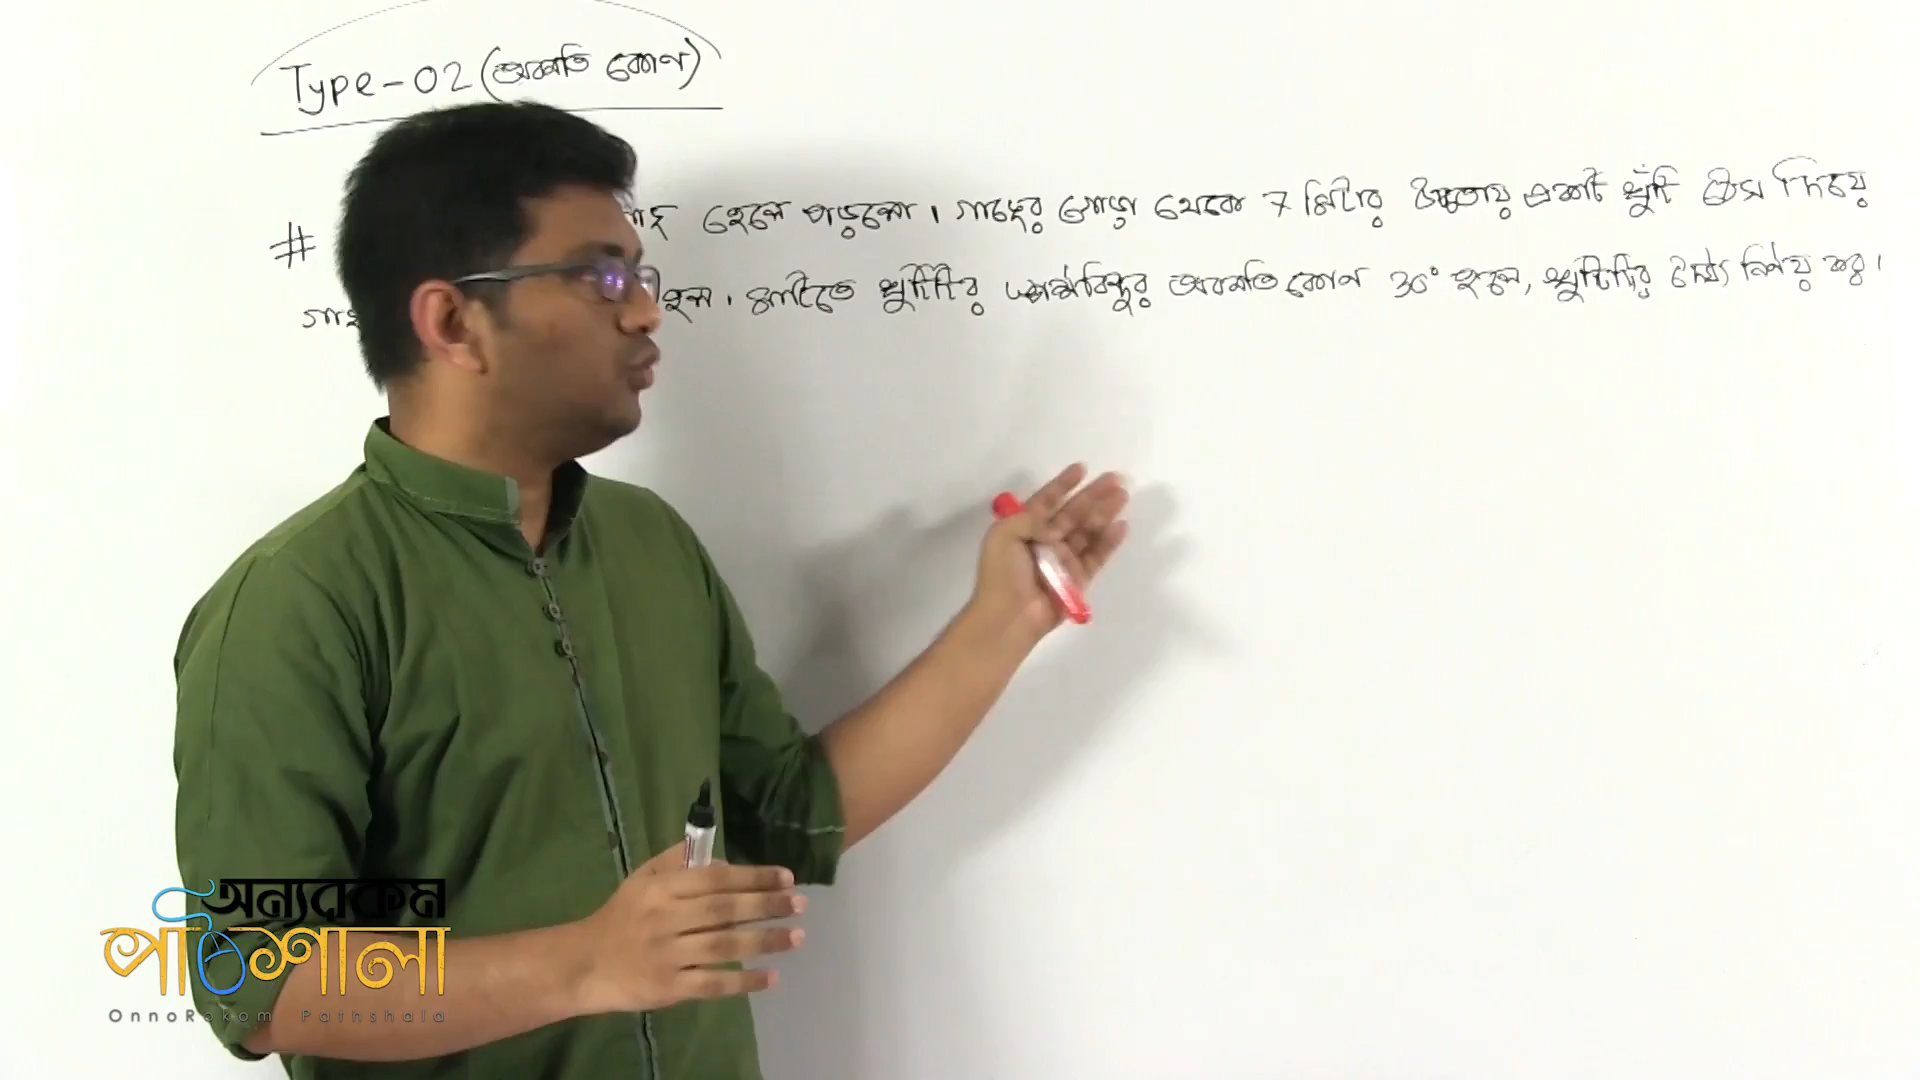 Type-02 (অবনতি কোণ)
# গাছ হেলে পড়লো। গাছের গোড়া থেকে 7 মিটার উচ্চতায় একটি খুঁটি ঠেস দিয়ে
হল। মাটিতে খুঁটিটির স্পর্শবিন্দুর অবনতি কোণ 30° হলে, খুঁটিটির দৈর্ঘ্য নির্ণয় কর।
অন্যরকম
পাঠশালা
OnnoRokom Pathshala